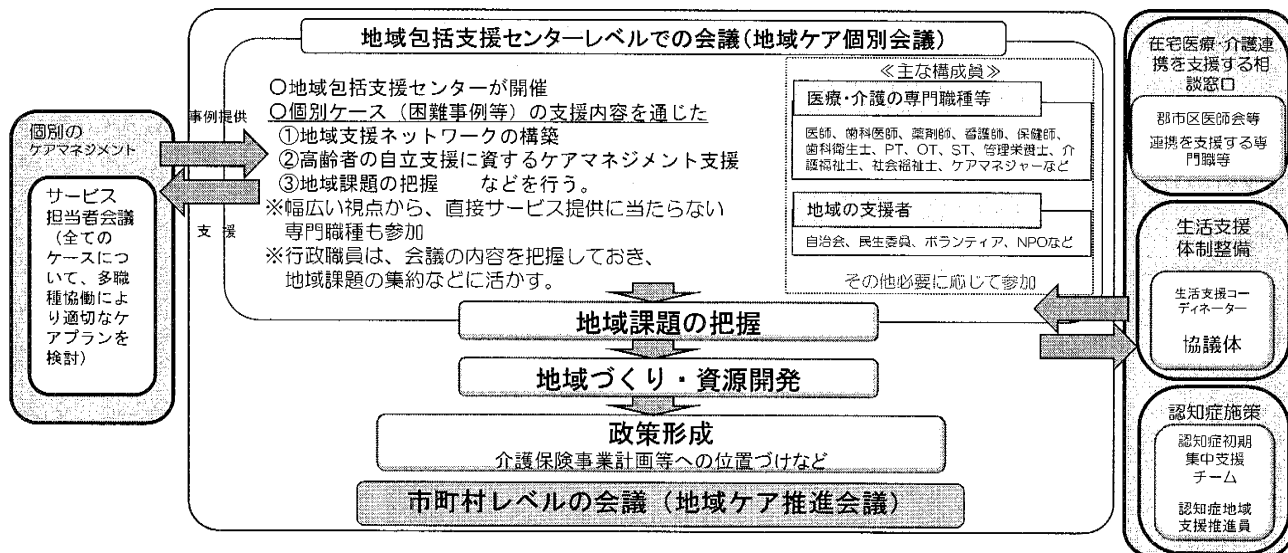 地域包括支援センターレベルでの会議(地域ケア個別会議)
個別の
ケアマネジメント
サービス
担当者会議
(全ての
ケースにつ
いて、多職
種協働によ
り適切なケ
アプランを
検討)
事例提供
支 援
○地域包括支援センターが開催
○個別ケース(困難事例等)の支援内容を通じた
①地域支援ネットワークの構築
②高齢者の自立支援に資するケアマネジメント支援
③地域課題の把握 などを行う。
※幅広い視点から、直接サービス提供に当たらない
専門職種も参加
※行政職員は、会議の内容を把握しておき、
地域課題の集約などに活かす。
≪主な構成員≫
医療・介護の専門職種等
医師、歯科医師、薬剤師、看護師、保健師、
歯科衛生士、PT、OT、ST、管理栄養士、介
護福祉士、社会福祉士、ケアマネジャーなど
地域の支援者
自治会、民生委員、ボランティア、NPOなど
その他必要に応じて参加
地域課題の把握
地域づくり・資源開発
政策形成
介護保険事業計画等への位置づけなど
市町村レベルの会議(地域ケア推進会議)
在宅医療・介護連
携を支援する相
談窓口
郡市区医師会等
連携を支援する専
門職等
生活支援
体制整備
生活支援コー
ディネーター
協議体
認知症施策
認知症初期
集中支援
チーム
認知症地域
支援推進員